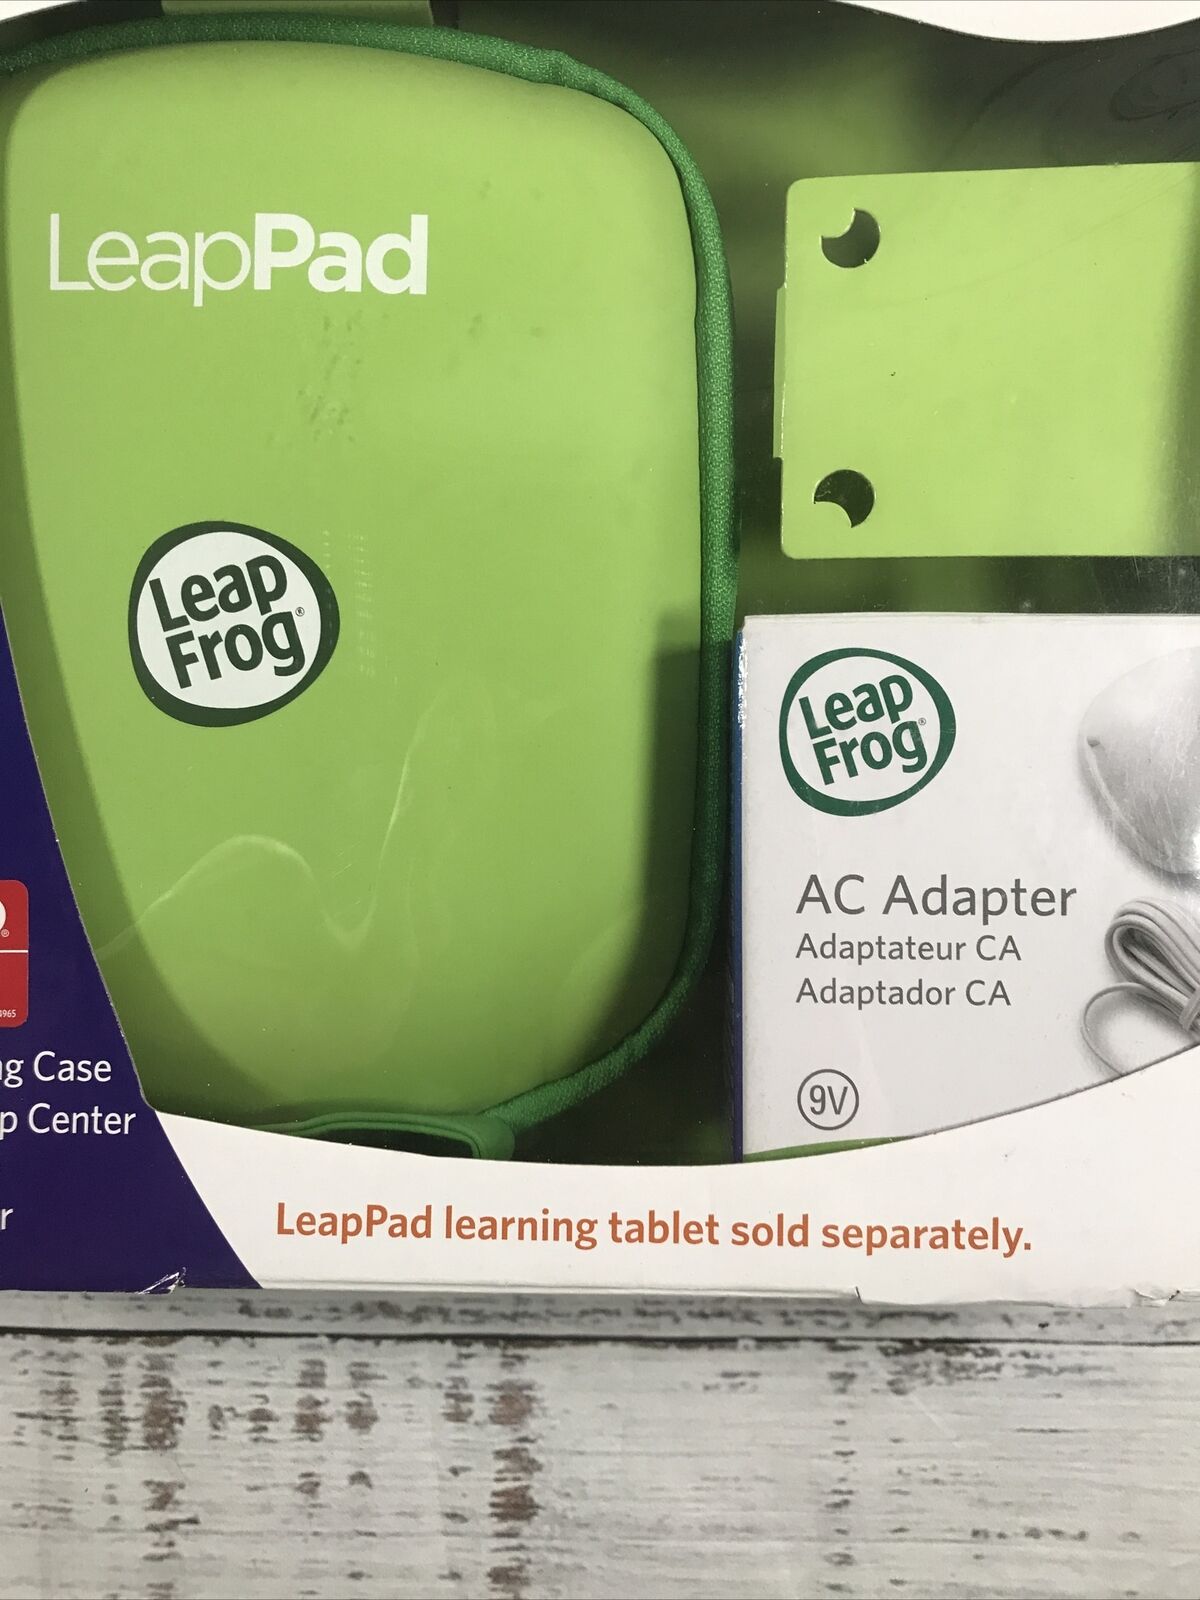 LeapPad
Leap
Frog®
Leap
Frog®
AC Adapter
Adaptateur CA
Adaptador CA
9V
®
Case
Center
LeapPad learning tablet sold separately.